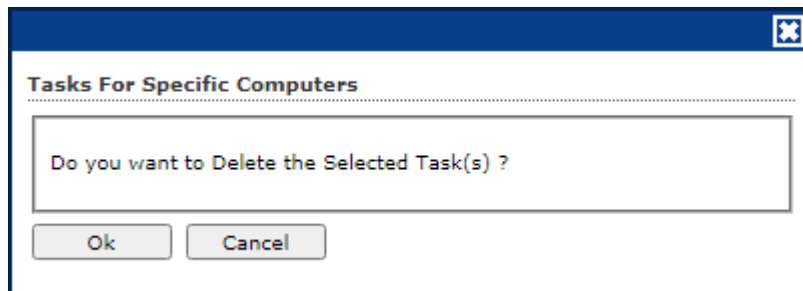 Tasks For Specific Computers
Do you want to Delete the Selected Task(s) ?
Ok Cancel